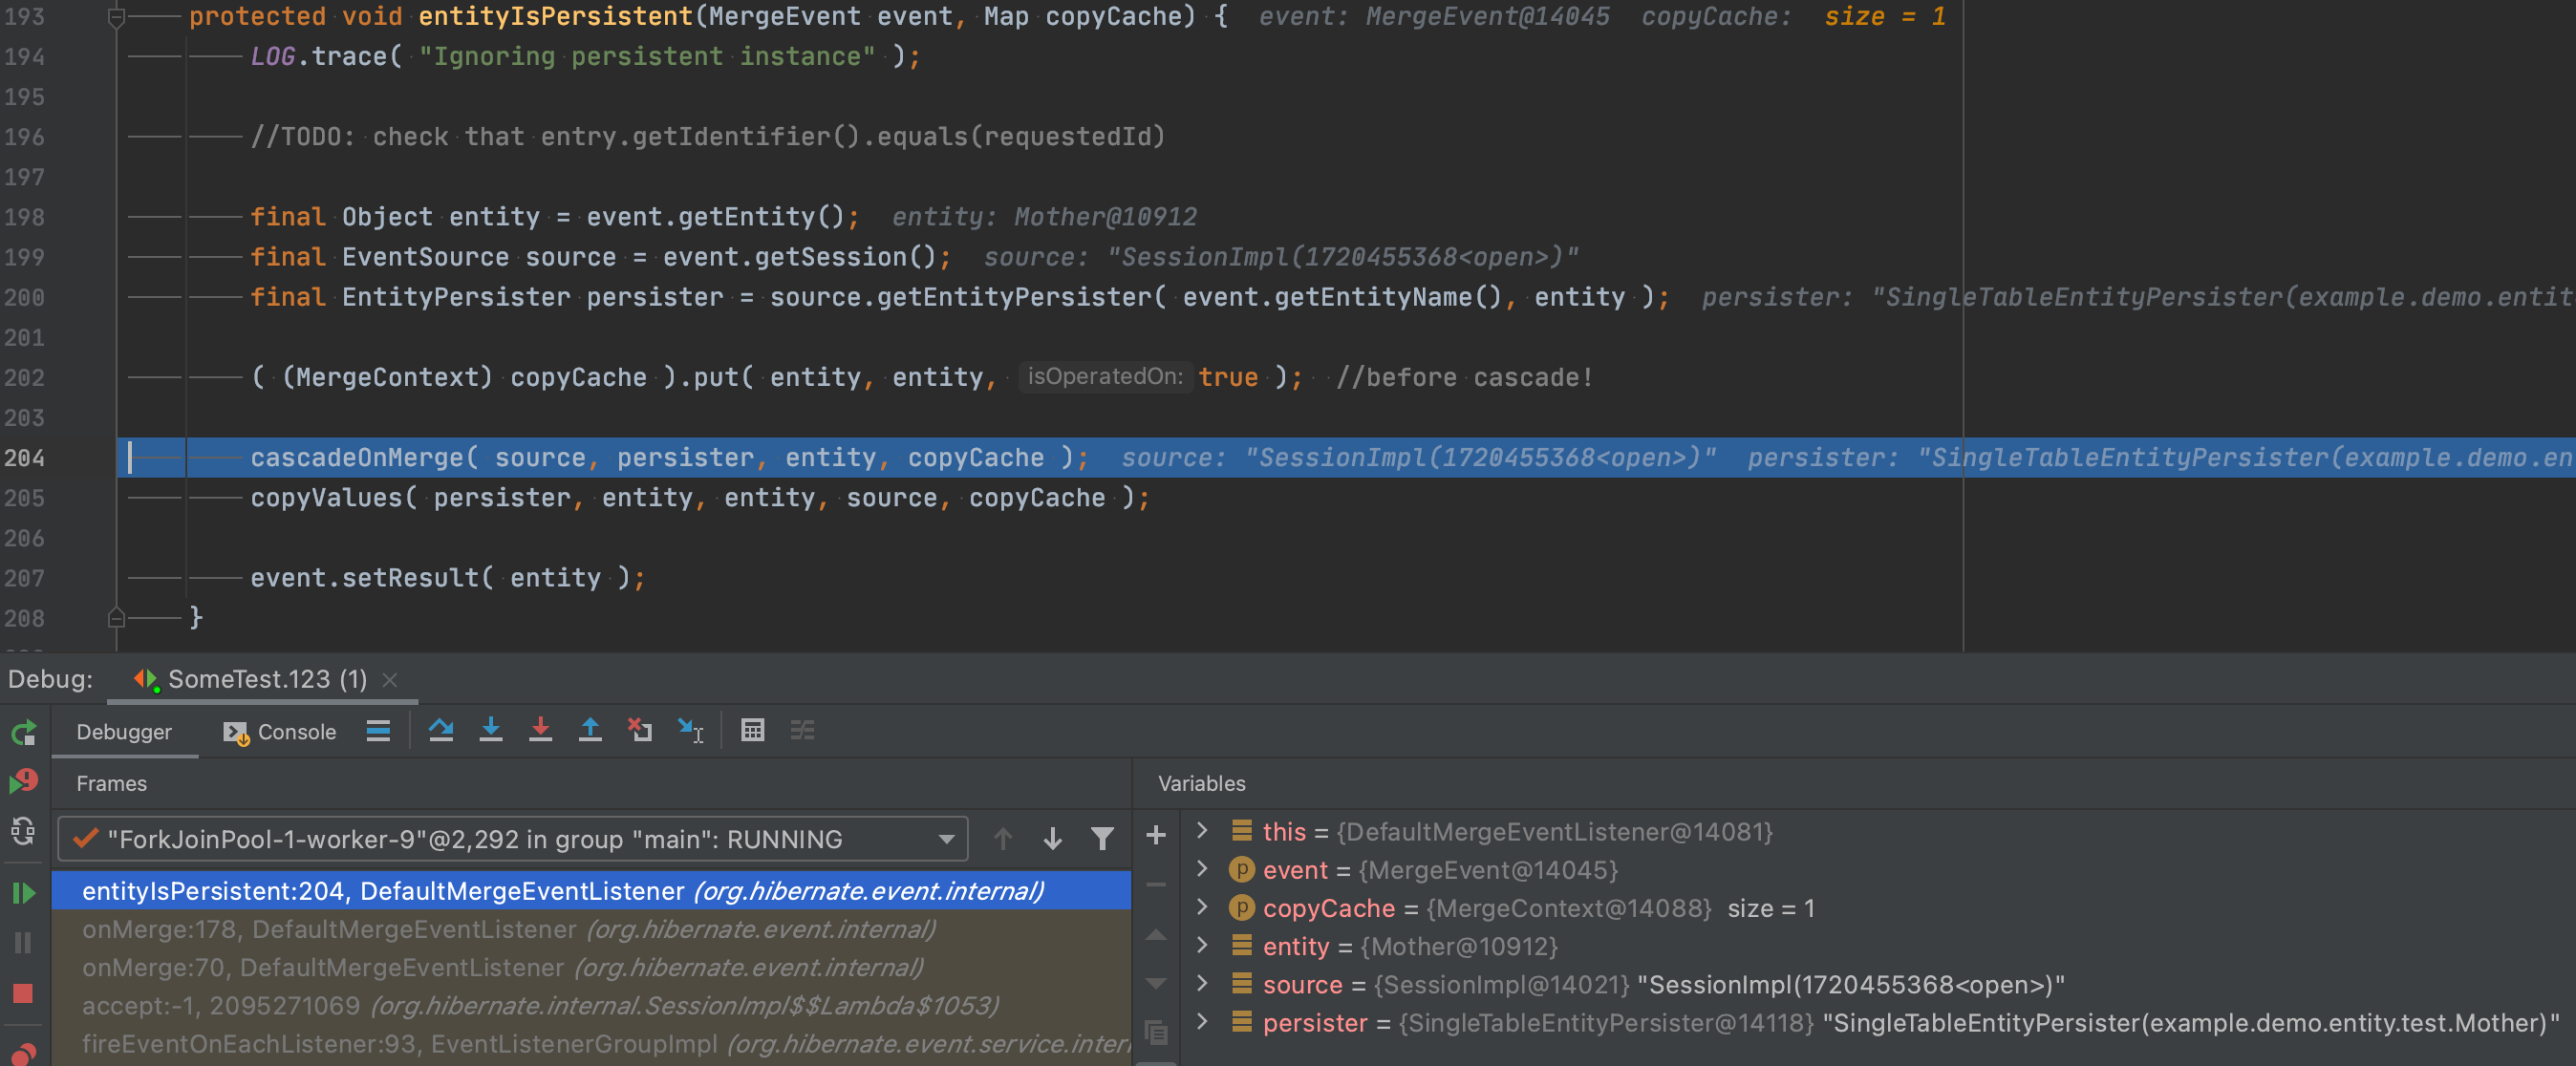 193 protected void entityIsPersistent(MergeEvent event, Map copyCache) { event: MergeEvent@14045 copyCache: size = 1
194 LOG.trace( "Ignoring persistent instance" );
195
196 //TODO: check that entry.getIdentifier().equals(requestedId)
197
198 final Object entity = event.getEntity(); entity: Mother@10912
199 final EventSource source = event.getSession(); source: "SessionImpl(1720455368<open>)"
200 final EntityPersister persister = source.getEntityPersister( event.getEntityName(), entity ); persister: "SingleTableEntityPersister(example.demo.entit
201
202 ( (MergeContext) copyCache ).put( entity, entity, isOperatedOn: true ); //before cascade!
203
204 cascadeOnMerge( source, persister, entity, copyCache ); source: "SessionImpl(1720455368<open>)" persister: "SingleTableEntityPersister(example.demo.en
205 copyValues( persister, entity, entity, source, copyCache );
206
207 event.setResult( entity );
208 }
Debug: SomeTest.123 (1)
Debugger Console
Frames
Variables
"ForkJoinPool-1-worker-9"@2,292 in group "main": RUNNING
entityIsPersistent:204, DefaultMergeEventListener (org.hibernate.event.internal)
onMerge:178, DefaultMergeEventListener (org.hibernate.event.internal)
onMerge:70, DefaultMergeEventListener (org.hibernate.event.internal)
accept:-1, 2095271069 (org.hibernate.internal.SessionImpl$$Lambda$1053)
fireEventOnEachListener:93, EventListenerGroupImpl (org.hibernate.event.service.inter
this = {DefaultMergeEventListener@14081}
event = {MergeEvent@14045}
copyCache = {MergeContext@14088} size = 1
entity = {Mother@10912}
source = {SessionImpl@14021} "SessionImpl(1720455368<open>)"
persister = {SingleTableEntityPersister@14118} "SingleTableEntityPersister(example.demo.entity.test.Mother)"